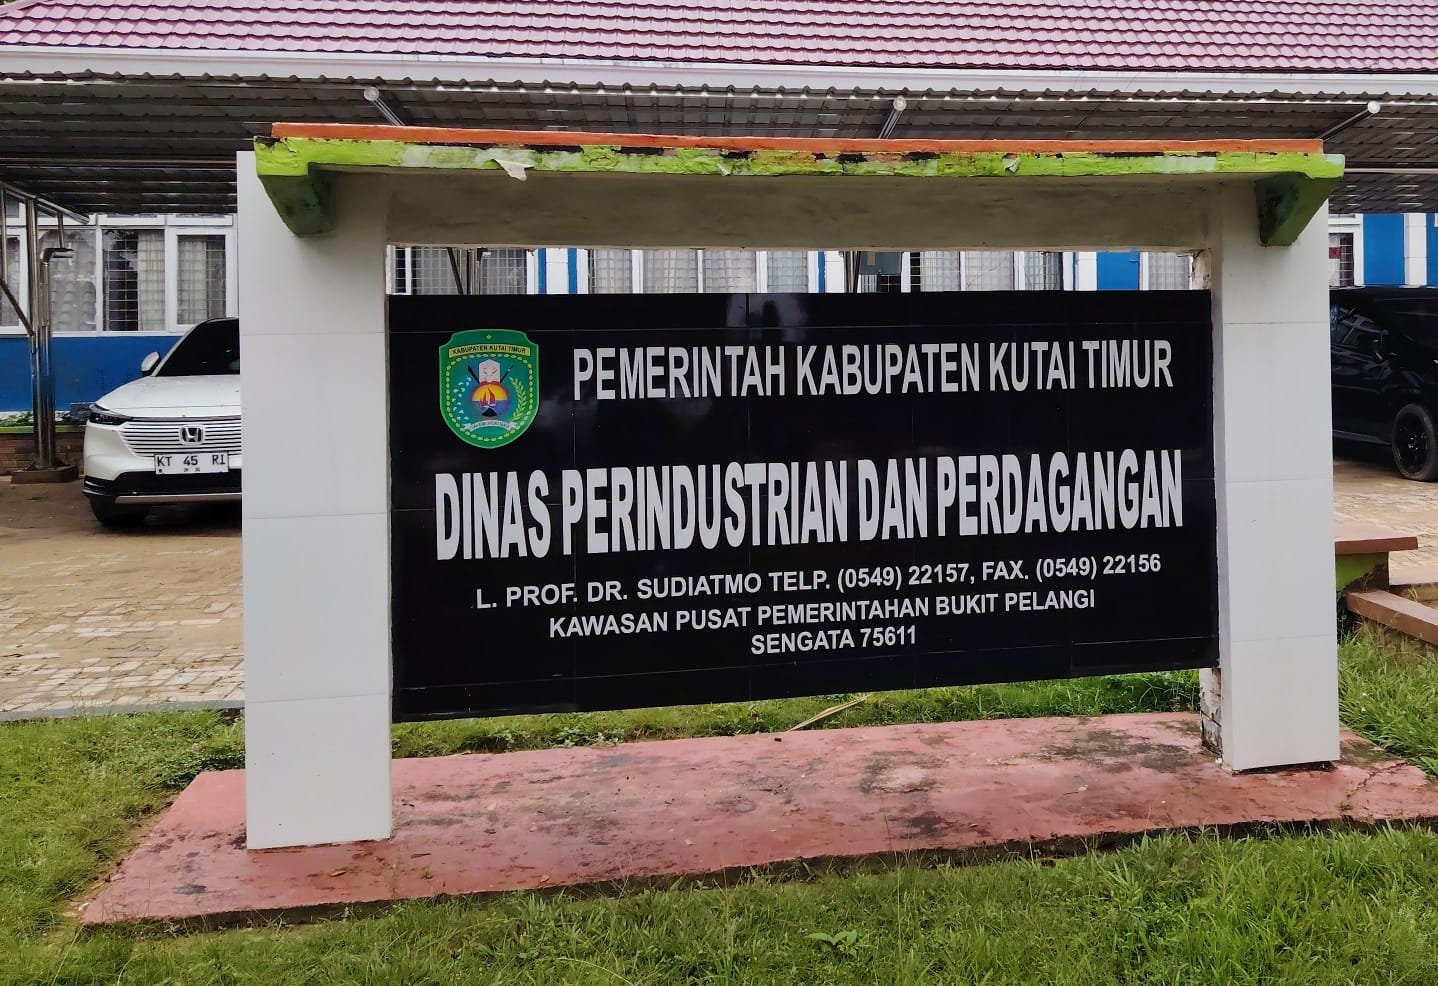 KABUPATEN KUTAI TIMUR
PEMERINTAH KABUPATEN KUTAI TIMUR
DINAS PERINDUSTRIAN DAN PERDAGANGAN
L. PROF. DR. SUDIATMO TELP. (0549) 22157, FAX. (0549) 22156
KAWASAN PUSAT PEMERINTAHAN BUKIT PELANGI
SENGATA 75611
KT 45 RI